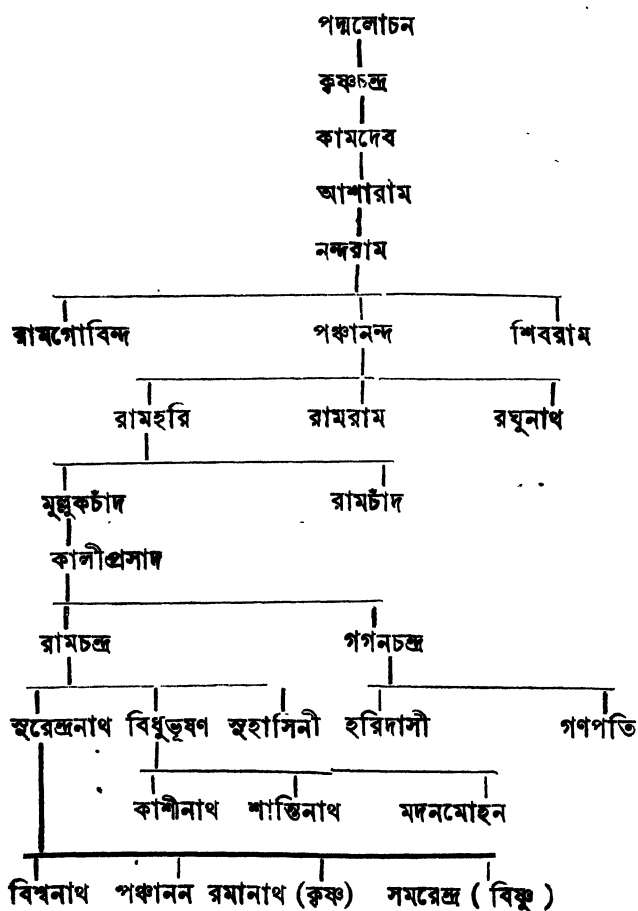 পদ্মলোচন
কৃষ্ণচন্দ্র
কামদেব
আশারাম
নন্দরাম
রামগোবিন্দ পঞ্চানন্দ শিবরাম
রামহরি রামরাম রঘুনাথ
মুল্লুকচাঁদ রামচাঁদ
কালীপ্রসাদ
রামচন্দ্র গগনচন্দ্র
সুরেন্দ্রনাথ বিধুভূষণ সুহাসিনী হরিদাসী গণপতি
কাশীনাথ শান্তিনাথ মদনমোহন
বিশ্বনাথ পঞ্চানন রমানাথ (কৃষ্ণ) সমরেন্দ্র ( বিষ্ণু )